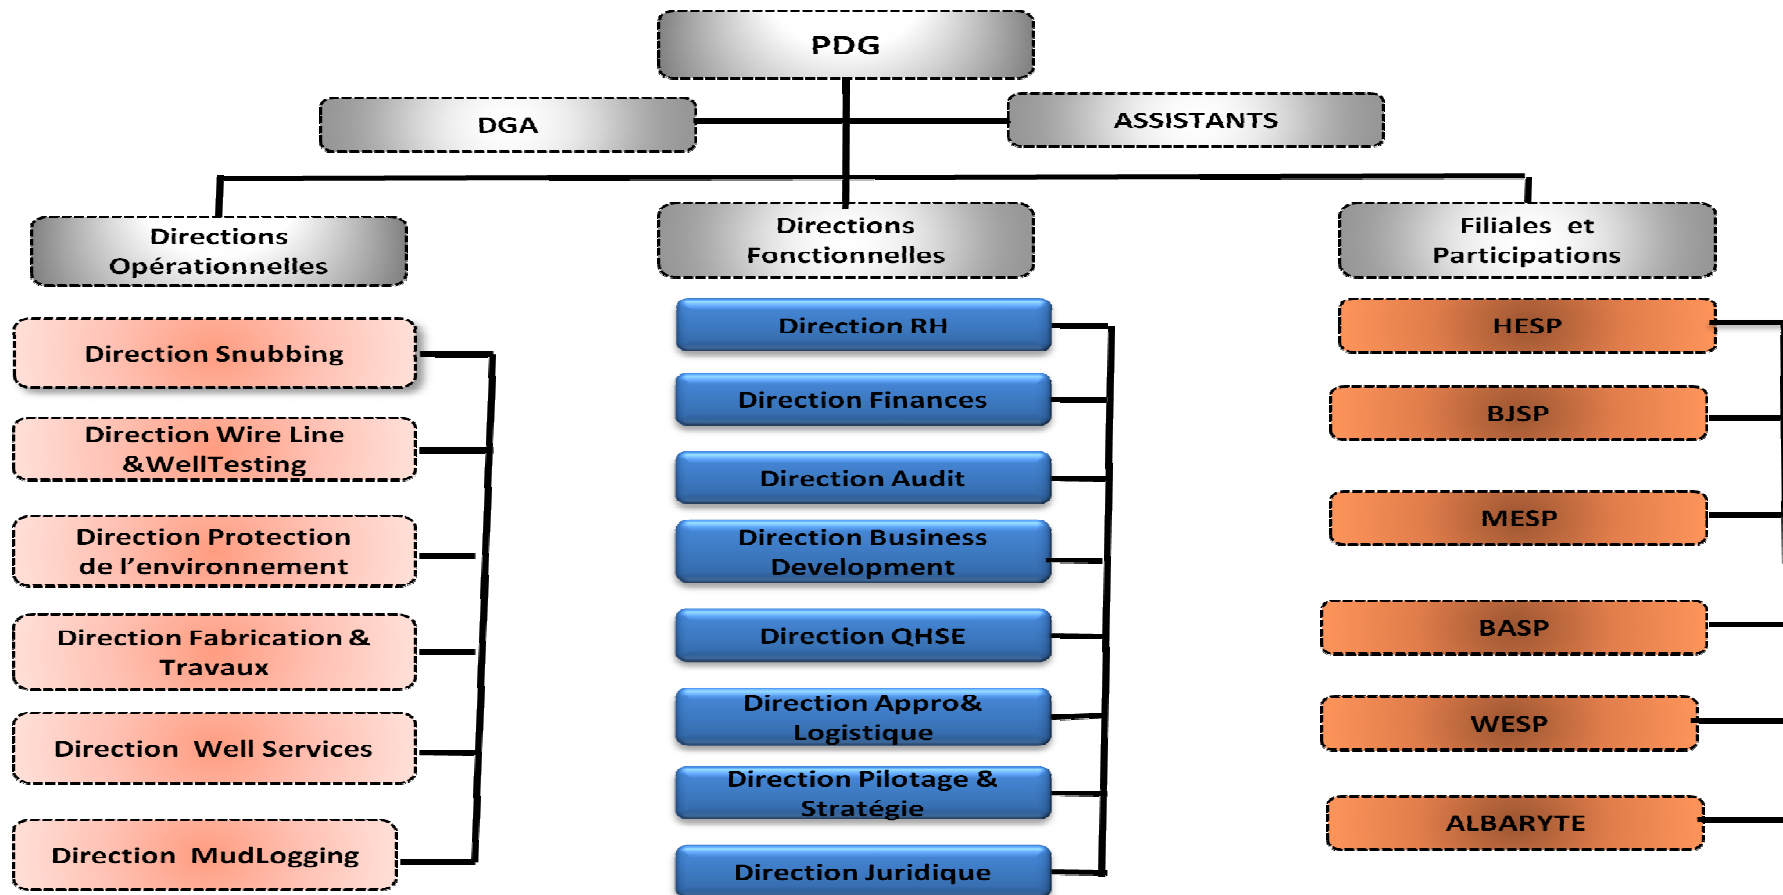 PDG
DGA
ASSISTANTS
Directions
Opérationnelles
Directions
Fonctionnelles
Filiales et
Participations
Direction Snubbing
Direction Wire Line
&WellTesting
Direction Protection
de l'environnement
Direction Fabrication &
Travaux
Direction Well Services
Direction MudLogging
Direction RH
Direction Finances
Direction Audit
Direction Business
Development
Direction QHSE
Direction Appro&
Logistique
Direction Pilotage &
Stratégie
Direction Juridique
HESP
BJSP
MESP
BASP
WESP
ALBARYTE